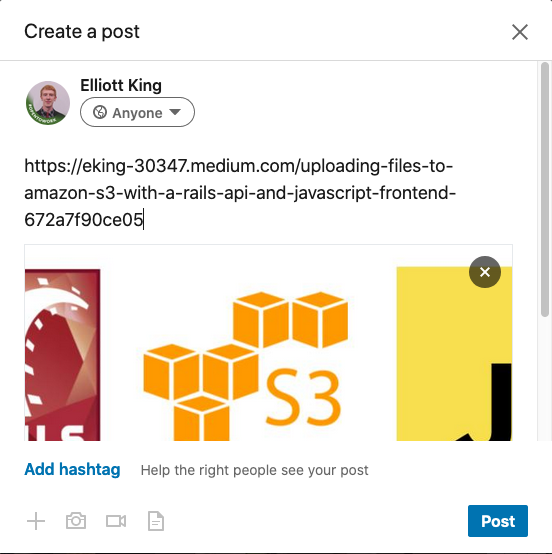 Create a post
Elliott King
Anyone
https://eking-30347.medium.com/uploading-files-to-
amazon-s3-with-a-rails-api-and-javascript-frontend-
672a7f90ce05
S3
Add hashtag
Help the right people see your post
Post